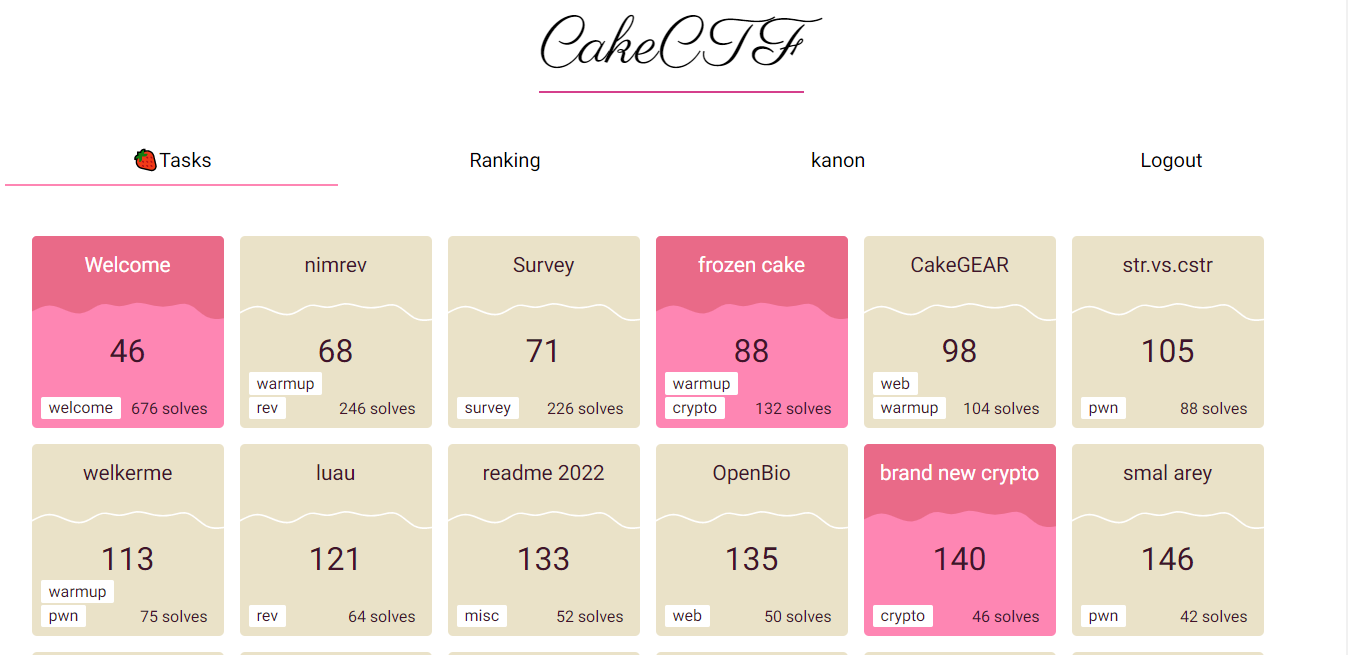 CakeCTF
Tasks Ranking kanon Logout
Welcome nimrev Survey frozen cake CakeGEAR str.vs.cstr
46 68 71 88 98 105
warmup warmup web
welcome 676 solves rev 246 solves survey 226 solves crypto 132 solves warmup 104 solves pwn 88 solves
welkerme luau readme 2022 OpenBio brand new crypto smal arey
113 121 133 135 140 146
warmup
pwn 75 solves rev 64 solves misc 52 solves web 50 solves crypto 46 solves pwn 42 solves